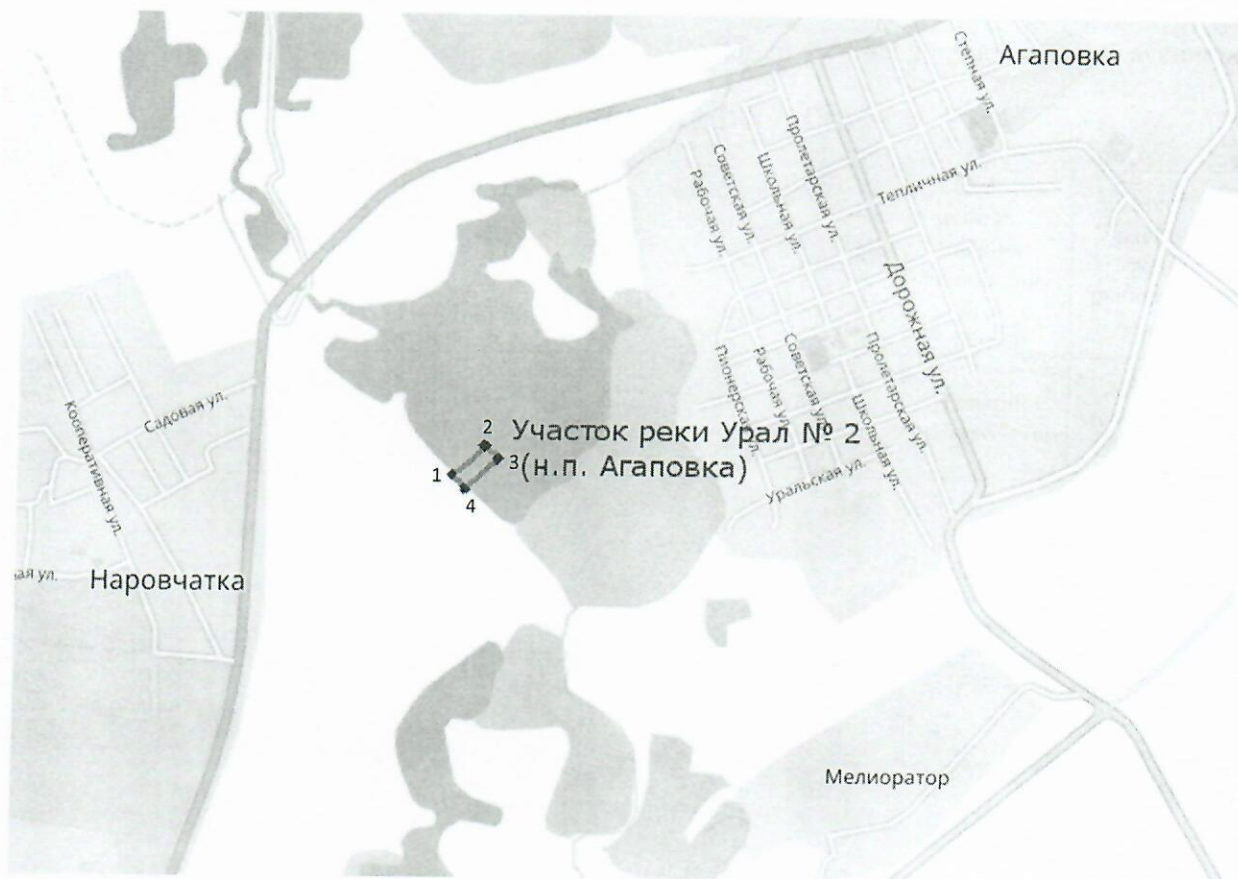 Агаповка
Степная ул.
Пролетарская ул.
Школьная ул.
Советская ул.
Рабочая ул.
Тепличная ул.
Дорожная ул.
Пионерская ул.
Рабочая ул.
Советская ул.
Школьная ул.
Пролетарская ул.
Уральская ул.
Садовая ул.
Кооперативная ул.
ул.
Наровчатка
2 Участок реки Урал № 2
1 3 (н.п. Агаповка)
4
Мелиоратор